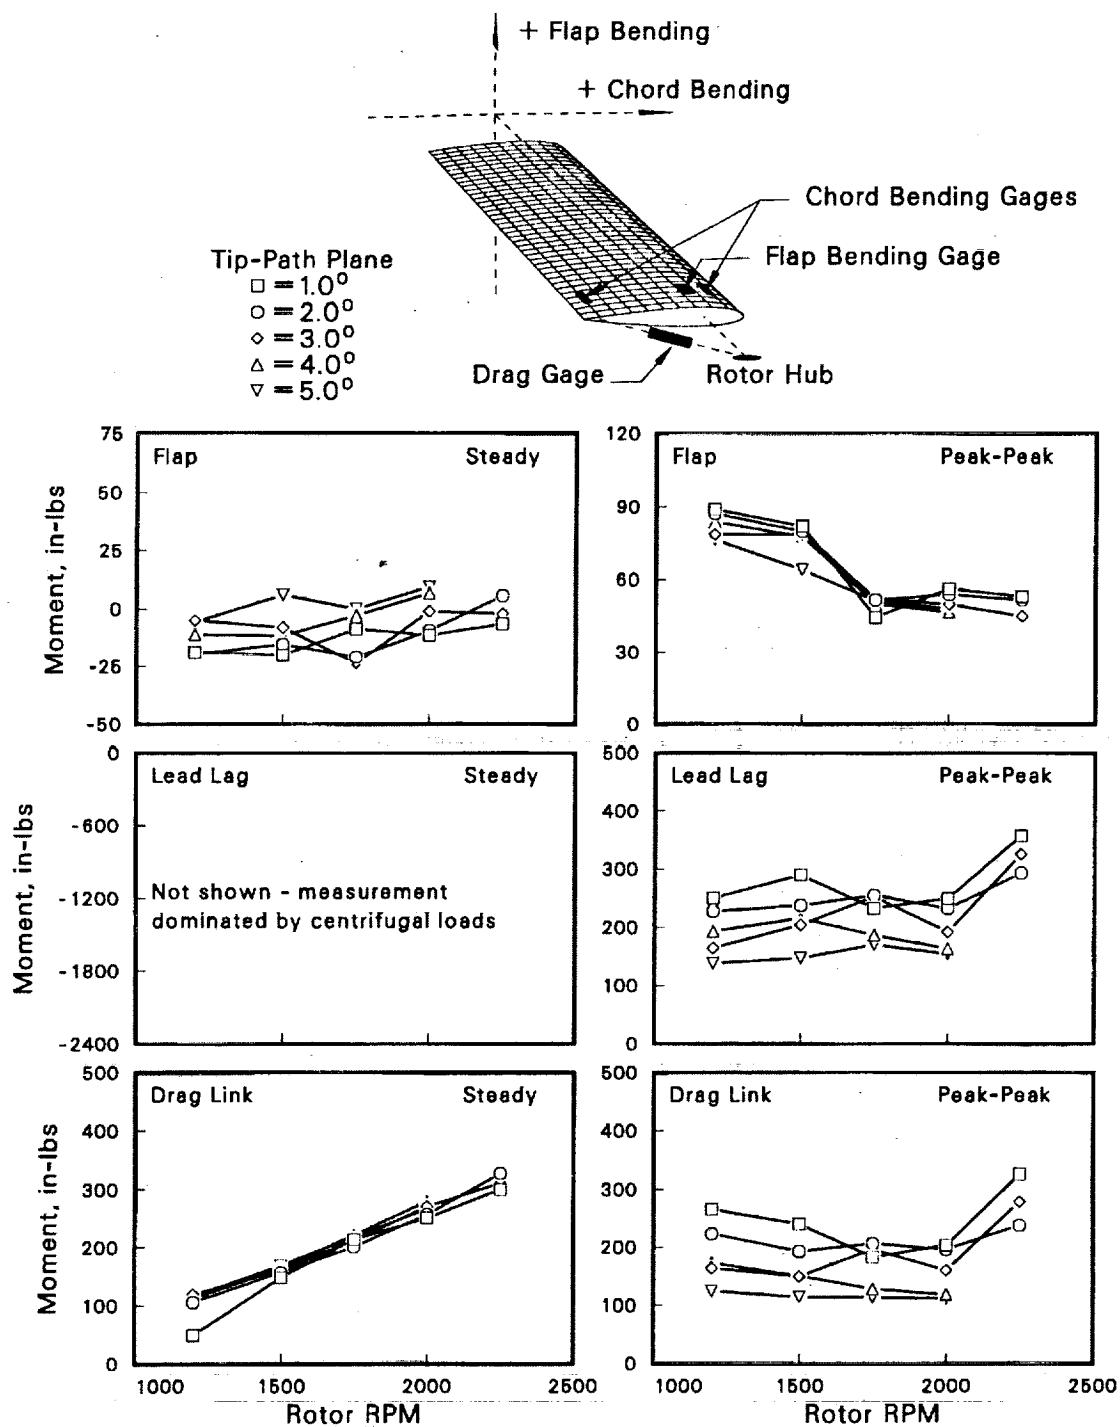 + Flap Bending
+ Chord Bending
Chord Bending Gages
Flap Bending Gage
Tip-Path Plane
□ = 1.0°
○ = 2.0°
◇ = 3.0°
△ = 4.0°
▽ = 5.0°
Drag Gage
Rotor Hub
Moment, in-lbs
75
50
25
0
-25
-50
Flap
Steady
120
90
60
30
0
Flap
Peak-Peak
Moment, in-lbs
0
-600
-1200
-1800
-2400
Lead Lag
Steady
Not shown - measurement
dominated by centrifugal loads
500
400
300
200
100
0
Lead Lag
Peak-Peak
Moment, in-lbs
500
400
300
200
100
0
Drag Link
Steady
1000
1500
2000
2500
Rotor RPM
500
400
300
200
100
0
Drag Link
Peak-Peak
1000
1500
2000
2500
Rotor RPM